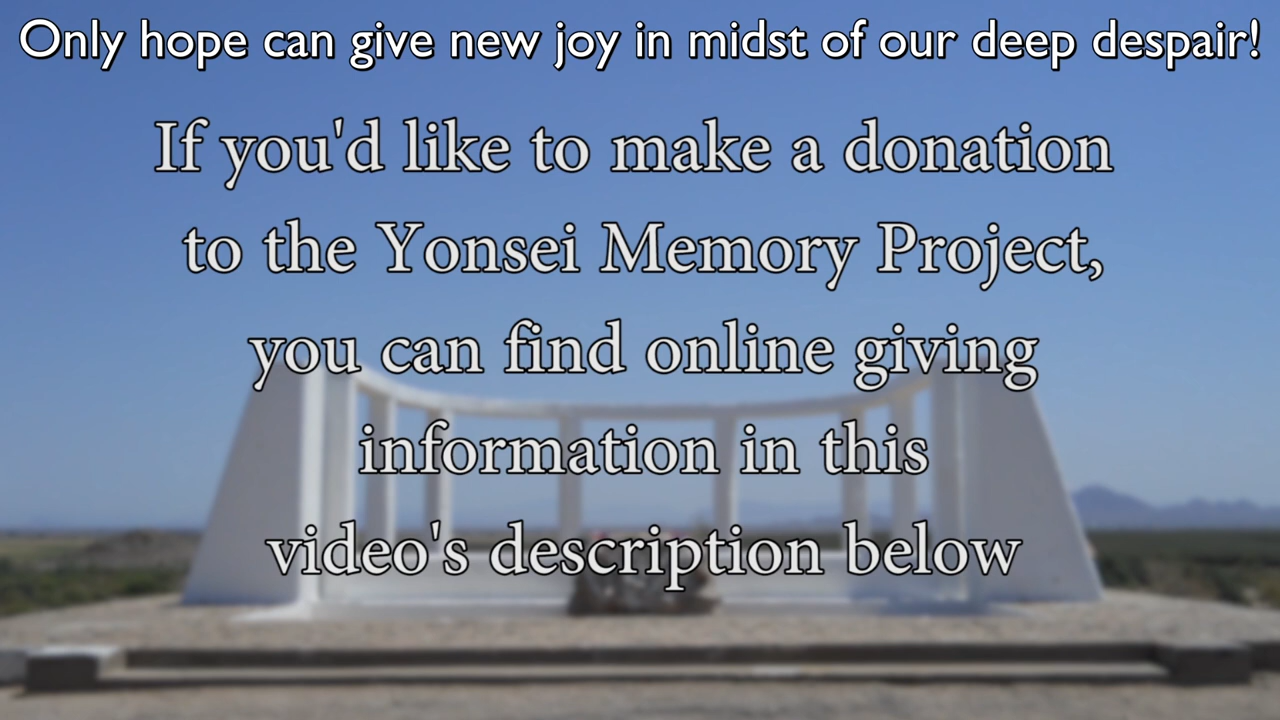 Only hope can give new joy in midst of our deep despair!
If you'd like to make a donation
to the Yonsei Memory Project,
you can find online giving
information in this
video's description below